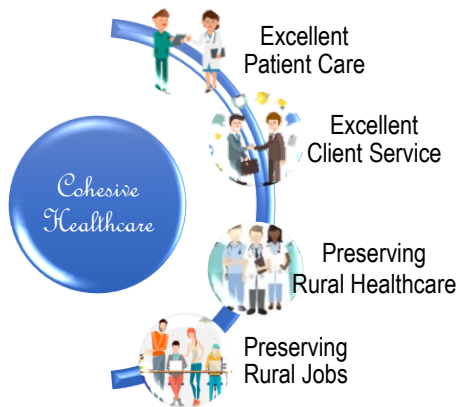 Excellent
Patient Care
Excellent
Client Service
Cohesive
Healthcare
Preserving
Rural Healthcare
Preserving
Rural Jobs